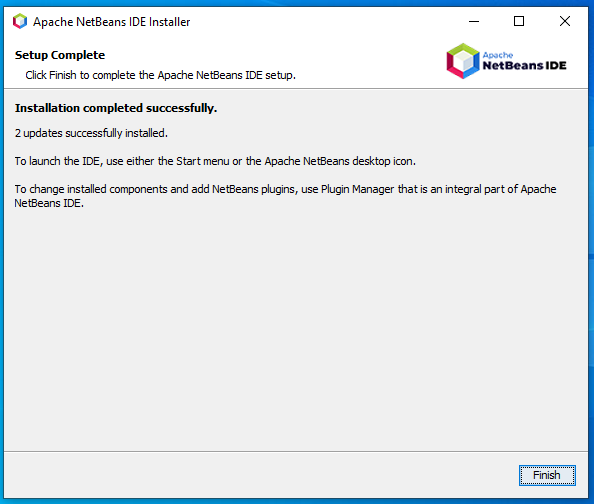 Apache NetBeans IDE Installer
Setup Complete
Click Finish to complete the Apache NetBeans IDE setup.
Apache
NetBeans IDE
Installation completed successfully.
2 updates successfully installed.
To launch the IDE, use either the Start menu or the Apache NetBeans desktop icon.
To change installed components and add NetBeans plugins, use Plugin Manager that is an integral part of Apache
NetBeans IDE.
Finish